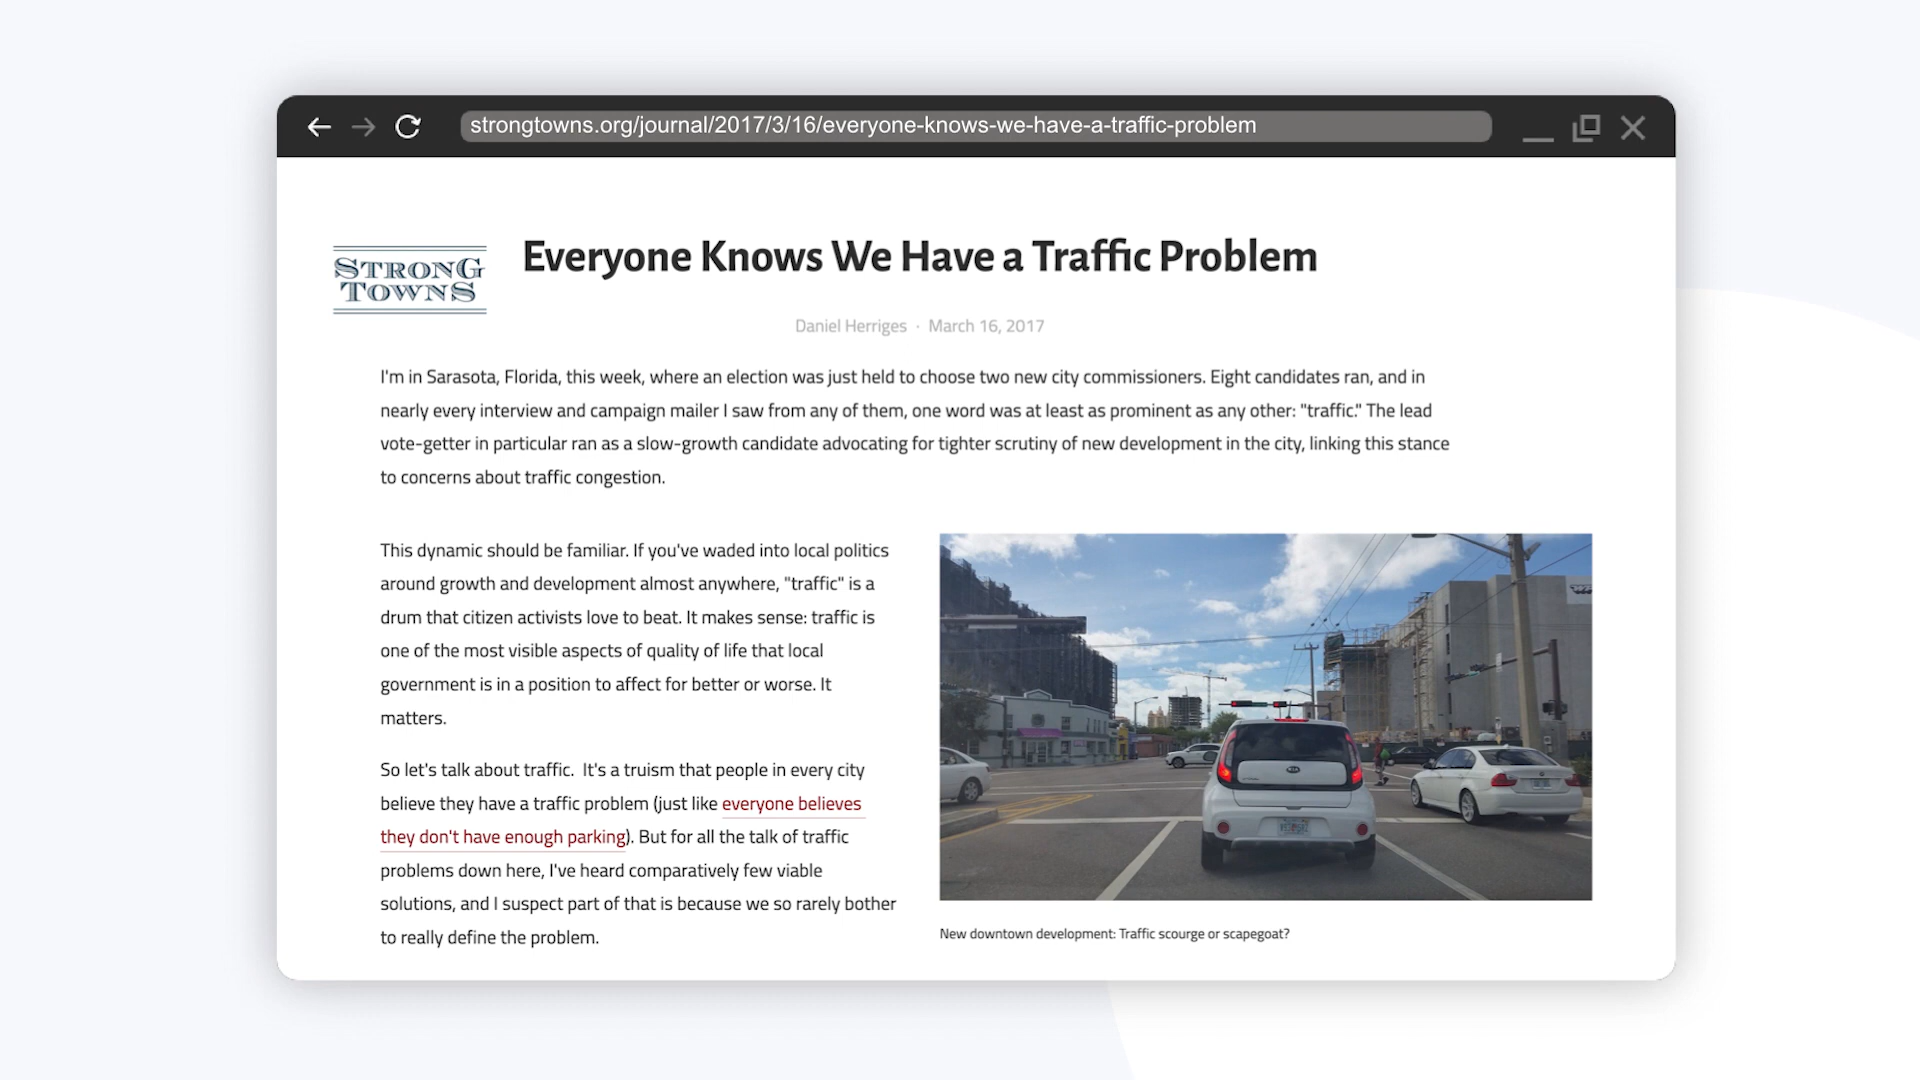 strongtowns.org/journal/2017/3/16/everyone-knows-we-have-a-traffic-problem
STRONG
TOWNS
Everyone Knows We Have a Traffic Problem
Daniel Herriges · March 16, 2017
I'm in Sarasota, Florida, this week, where an election was just held to choose two new city commissioners. Eight candidates ran, and in
nearly every interview and campaign mailer I saw from any of them, one word was at least as prominent as any other: "traffic." The lead
vote-getter in particular ran as a slow-growth candidate advocating for tighter scrutiny of new development in the city, linking this stance
to concerns about traffic congestion.
This dynamic should be familiar. If you've waded into local politics
around growth and development almost anywhere, "traffic" is a
drum that citizen activists love to beat. It makes sense: traffic is
one of the most visible aspects of quality of life that local
government is in a position to affect for better or worse. It
matters.
So let's talk about traffic.  It's a truism that people in every city
believe they have a traffic problem (just like everyone believes
they don't have enough parking). But for all the talk of traffic
problems down here, I've heard comparatively few viable
solutions, and I suspect part of that is because we so rarely bother
to really define the problem.
KIA
New downtown development: Traffic scourge or scapegoat?